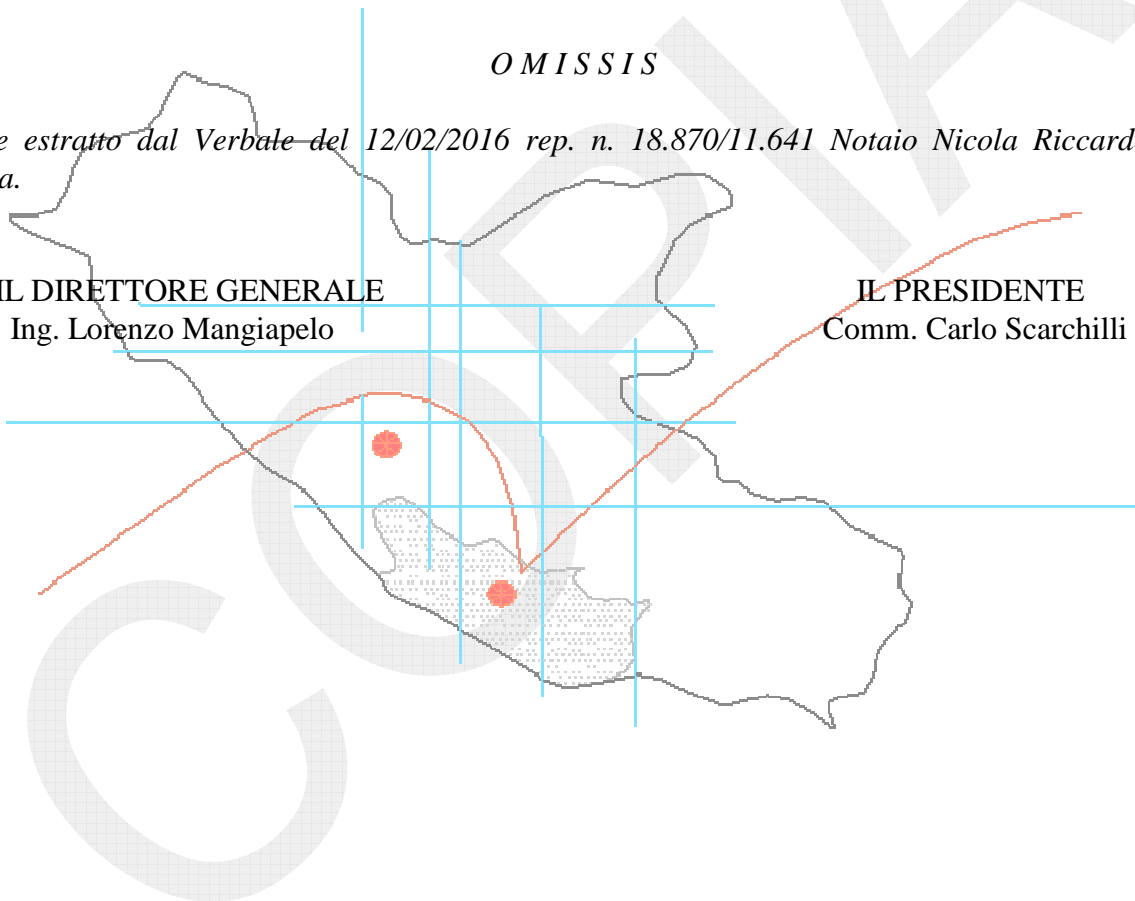 O M I S S I S
e estratto dal Verbale del 12/02/2016 rep. n. 18.870/11.641 Notaio Nicola Riccard
a.
IL DIRETTORE GENERALE
Ing. Lorenzo Mangiapelo
IL PRESIDENTE
Comm. Carlo Scarchilli
COPIA